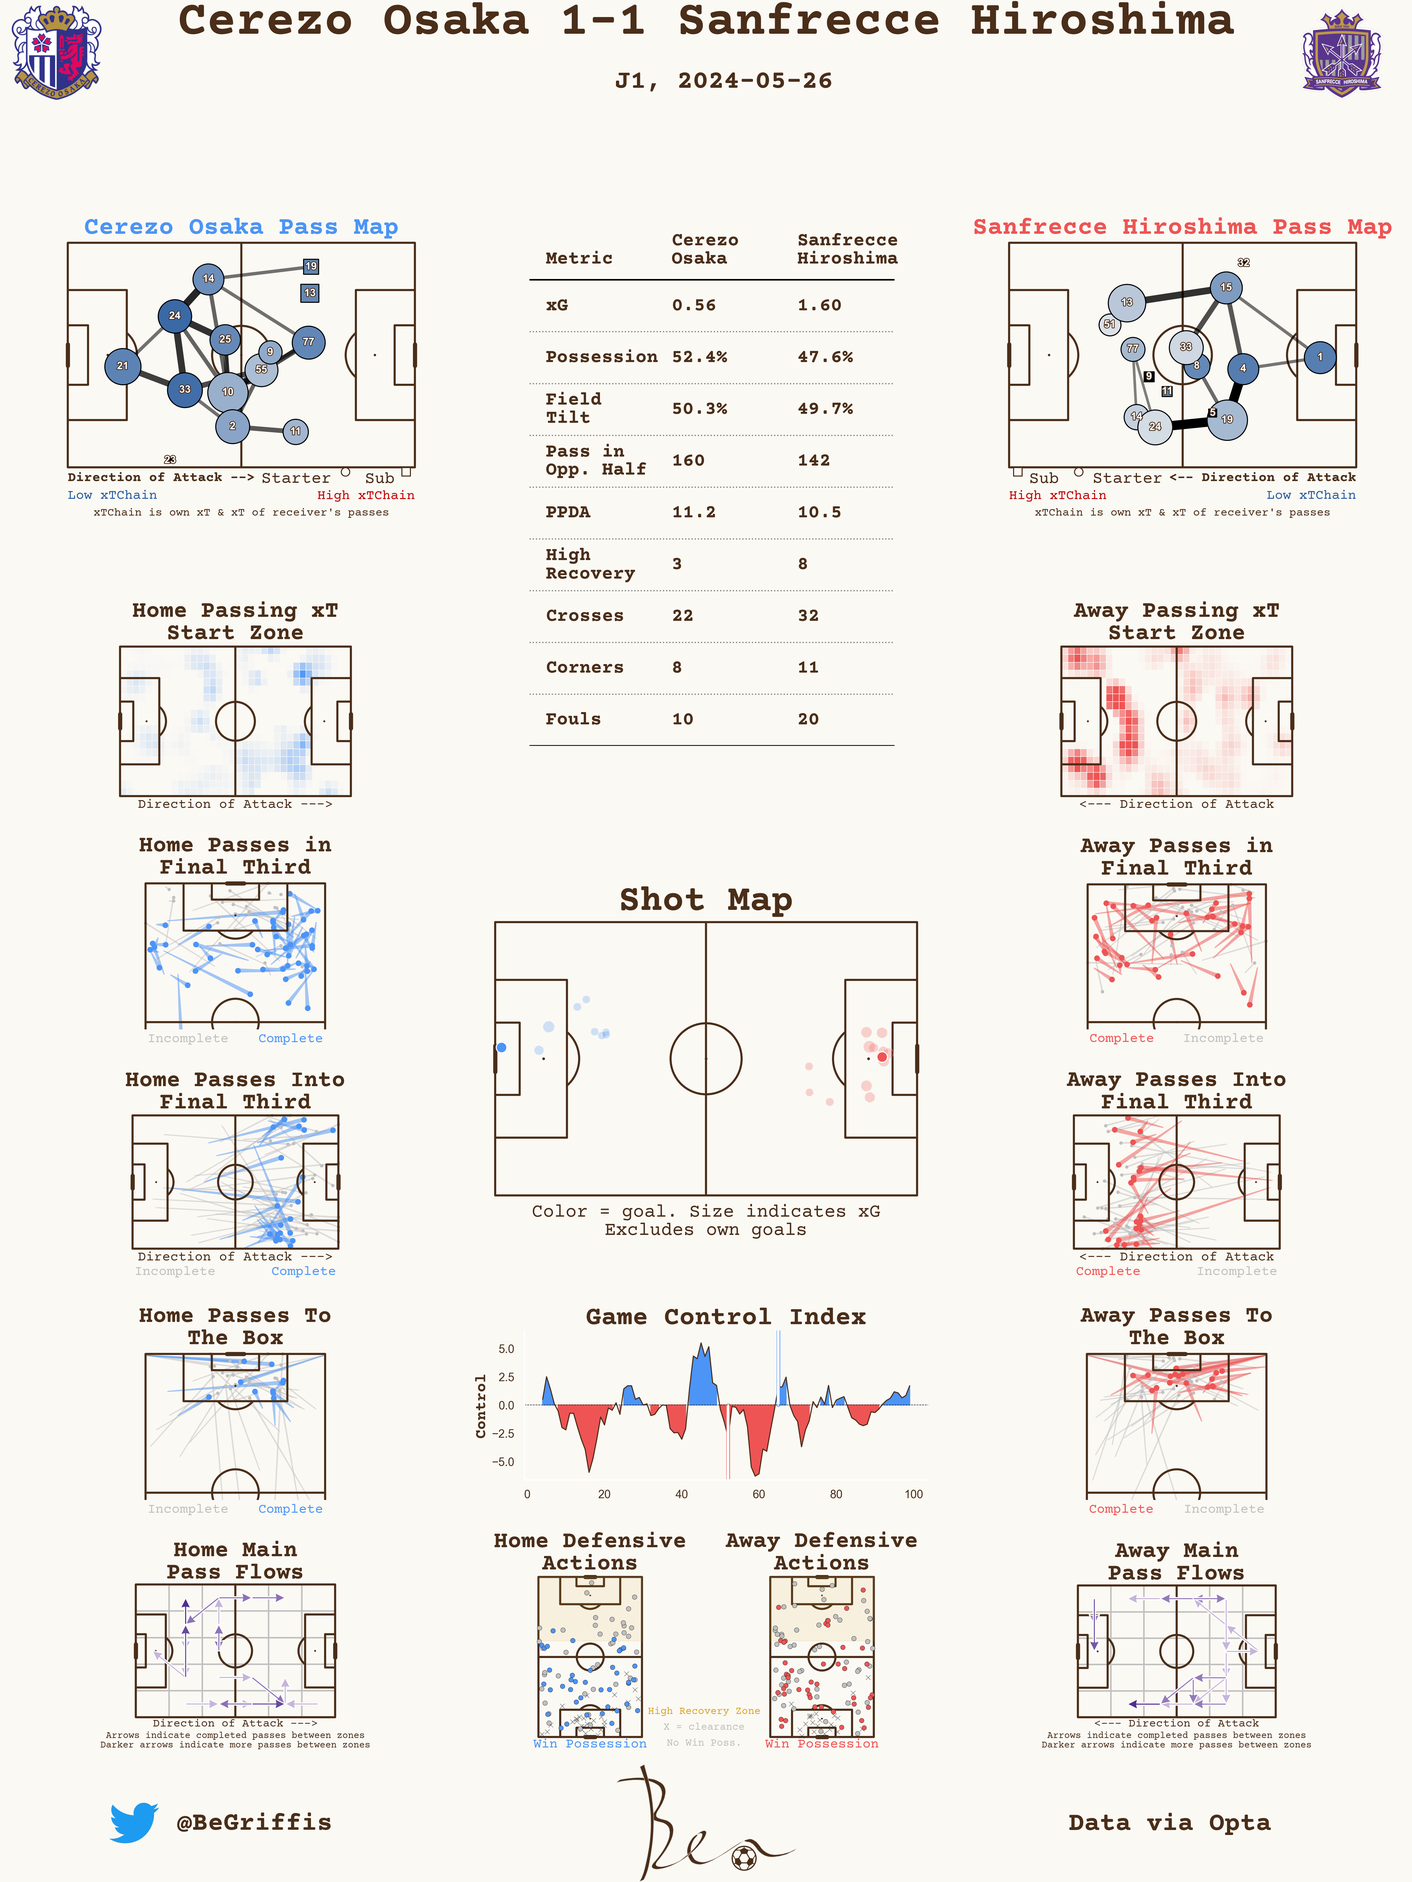 Cerezo Osaka 1-1 Sanfrecce Hiroshima
J1, 2024-05-26
CEREZO OSAKA
SANFRECCE HIROSHIMA
Cerezo Osaka Pass Map
14
19
13
24
25
9
77
21
55
33
10
2
11
23
Direction of Attack --> Starter Sub
Low xTChain High xTChain
xTChain is own xT & xT of receiver's passes
Metric Cerezo Osaka Sanfrecce Hiroshima
xG 0.56 1.60
Possession 52.4% 47.6%
Field Tilt 50.3% 49.7%
Pass in Opp. Half 160 142
PPDA 11.2 10.5
High Recovery 3 8
Crosses 22 32
Corners 8 11
Fouls 10 20
Sanfrecce Hiroshima Pass Map
32
15
13
51
77
33
8
1
4
9
11
14
24
5
19
Sub Starter <-- Direction of Attack
High xTChain Low xTChain
xTChain is own xT & xT of receiver's passes
Home Passing xT
Start Zone
Direction of Attack --->
Away Passing xT
Start Zone
<--- Direction of Attack
Home Passes in
Final Third
Incomplete Complete
Away Passes in
Final Third
Complete Incomplete
Shot Map
Color = goal. Size indicates xG
Excludes own goals
Home Passes Into
Final Third
Direction of Attack --->
Incomplete Complete
Away Passes Into
Final Third
<--- Direction of Attack
Complete Incomplete
Home Passes To
The Box
Incomplete Complete
Game Control Index
Control
5.0
2.5
0.0
−2.5
−5.0
0 20 40 60 80 100
Away Passes To
The Box
Complete Incomplete
Home Main
Pass Flows
Direction of Attack --->
Arrows indicate completed passes between zones
Darker arrows indicate more passes between zones
Home Defensive
Actions
Win Possession
High Recovery Zone
X = clearance
No Win Poss.
Away Defensive
Actions
Win Possession
Away Main
Pass Flows
<--- Direction of Attack
Arrows indicate completed passes between zones
Darker arrows indicate more passes between zones
@BeGriffis
Ben
Data via Opta